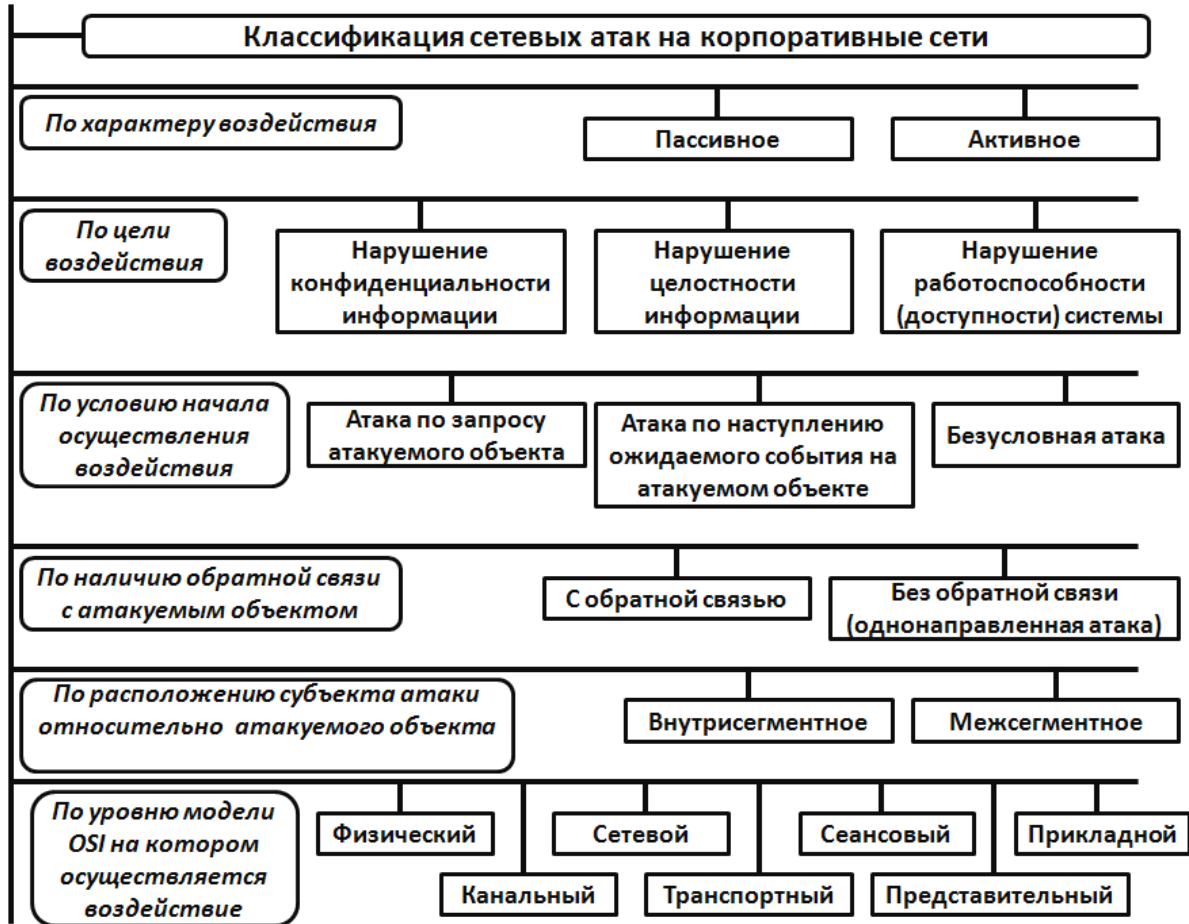 Классификация сетевых атак на корпоративные сети
По характеру воздействия
Пассивное
Активное
По цели
воздействия
Нарушение
конфиденциальности
информации
Нарушение
целостности
информации
Нарушение
работоспособности
(доступности) системы
По условию начала
осуществления
воздействия
Атака по запросу
атакуемого объекта
Атака по наступлению
ожидаемого события на
атакуемом объекте
Безусловная атака
По наличию обратной связи
с атакуемым объектом
С обратной связью
Без обратной связи
(однонаправленная атака)
По расположению субъекта атаки
относительно атакуемого объекта
Внутрисегментное
Межсегментное
По уровню модели
OSI на котором
осуществляется
воздействие
Физический
Сетевой
Сеансовый
Прикладной
Канальный
Транспортный
Представительный